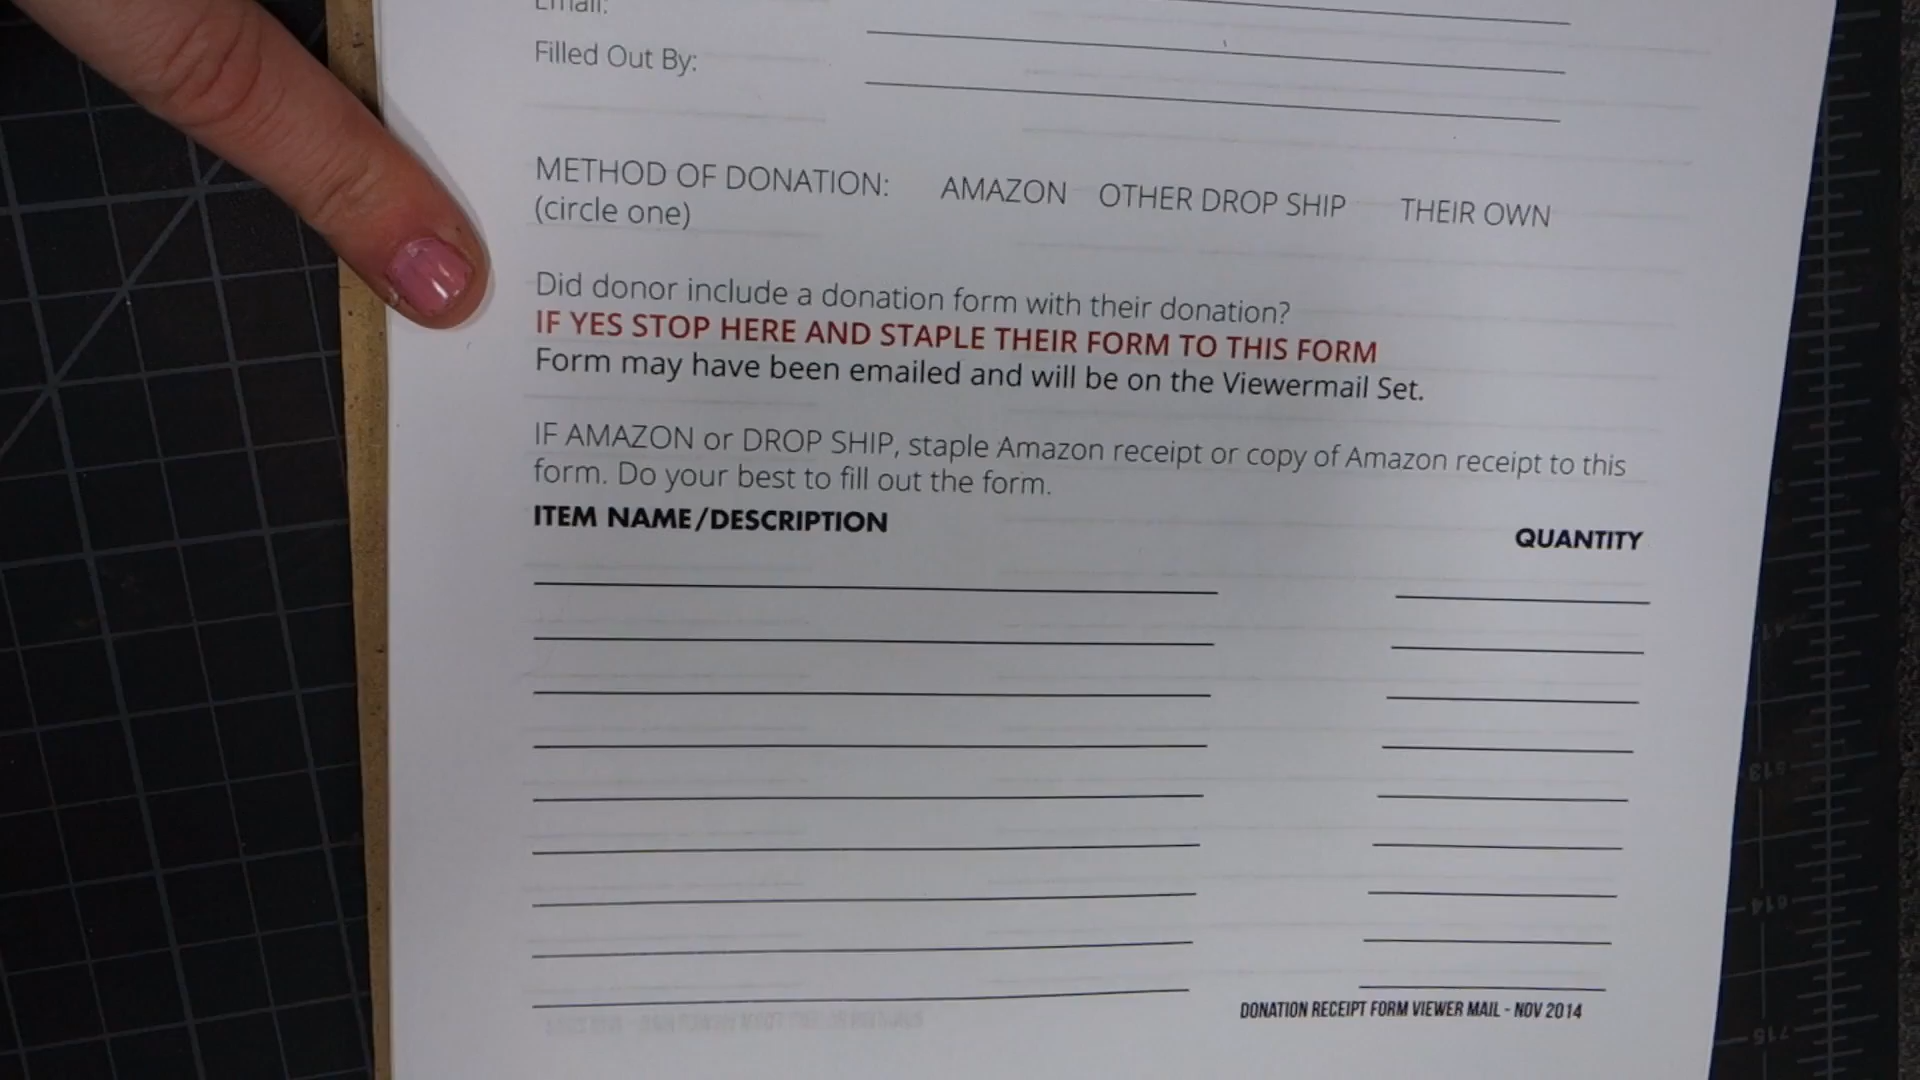 Email:
Filled Out By:
METHOD OF DONATION: AMAZON OTHER DROP SHIP THEIR OWN
(circle one)
Did donor include a donation form with their donation?
IF YES STOP HERE AND STAPLE THEIR FORM TO THIS FORM
Form may have been emailed and will be on the Viewermail Set.
IF AMAZON or DROP SHIP, staple Amazon receipt or copy of Amazon receipt to this
form. Do your best to fill out the form.
ITEM NAME/DESCRIPTION QUANTITY
DONATION RECEIPT FORM VIEWER MAIL - NOV 2014